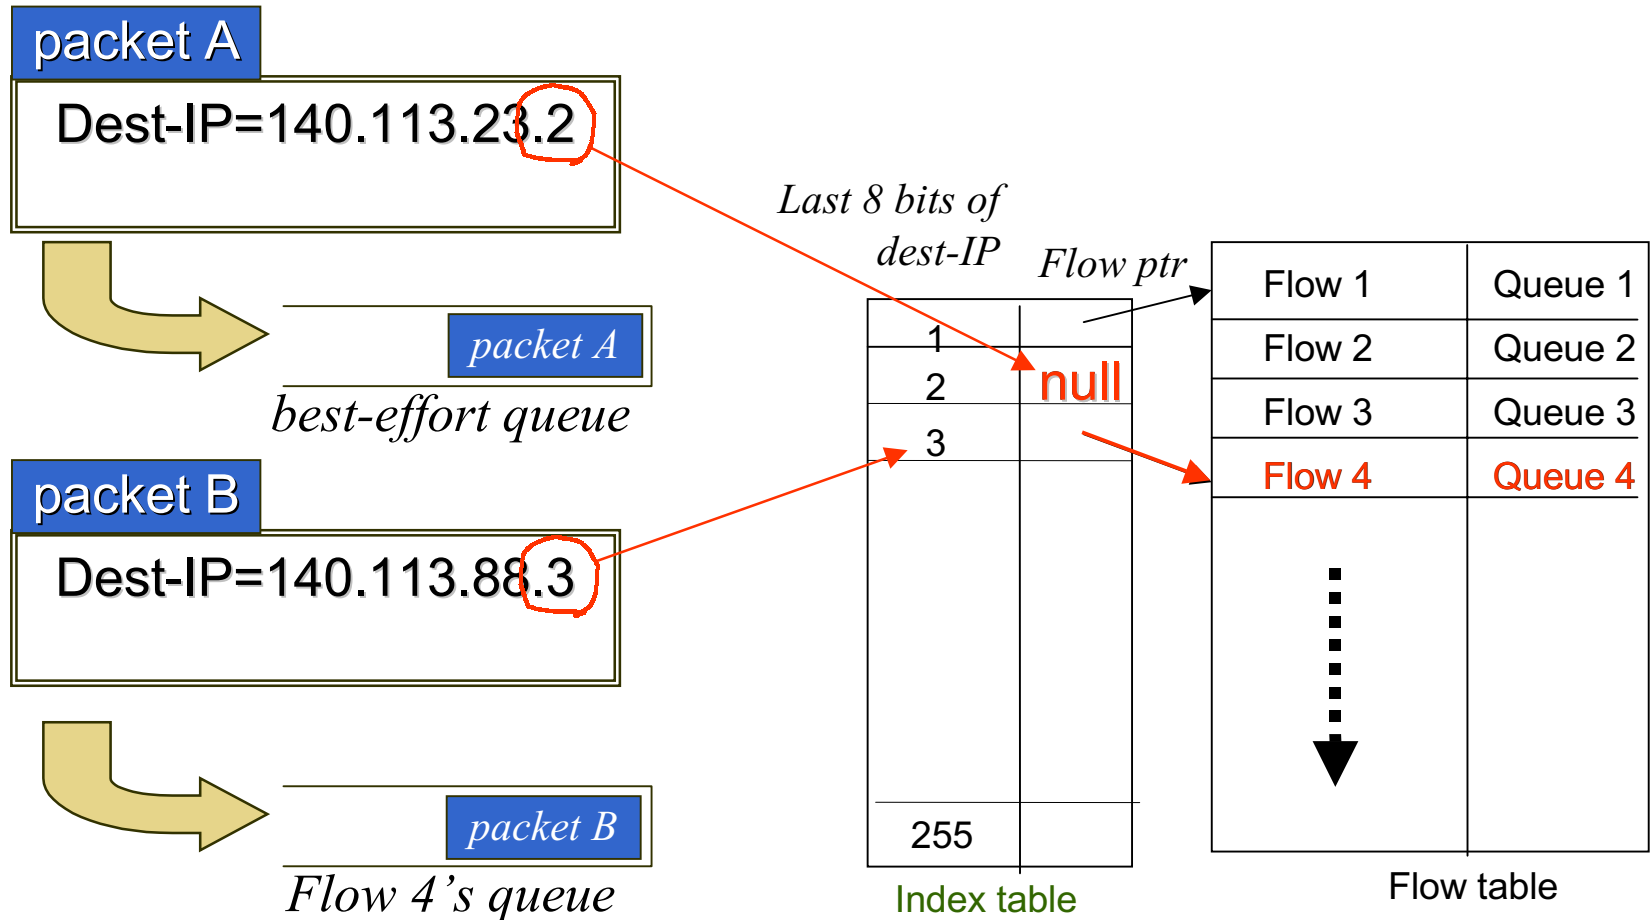 packet A
Dest-IP=140.113.23.2
packet A
best-effort queue
packet B
Dest-IP=140.113.88.3
packet B
Flow 4's queue
Last 8 bits of
dest-IP
Flow ptr
1
2 null
3
255
Index table
Flow 1 Queue 1
Flow 2 Queue 2
Flow 3 Queue 3
Flow 4 Queue 4
Flow table